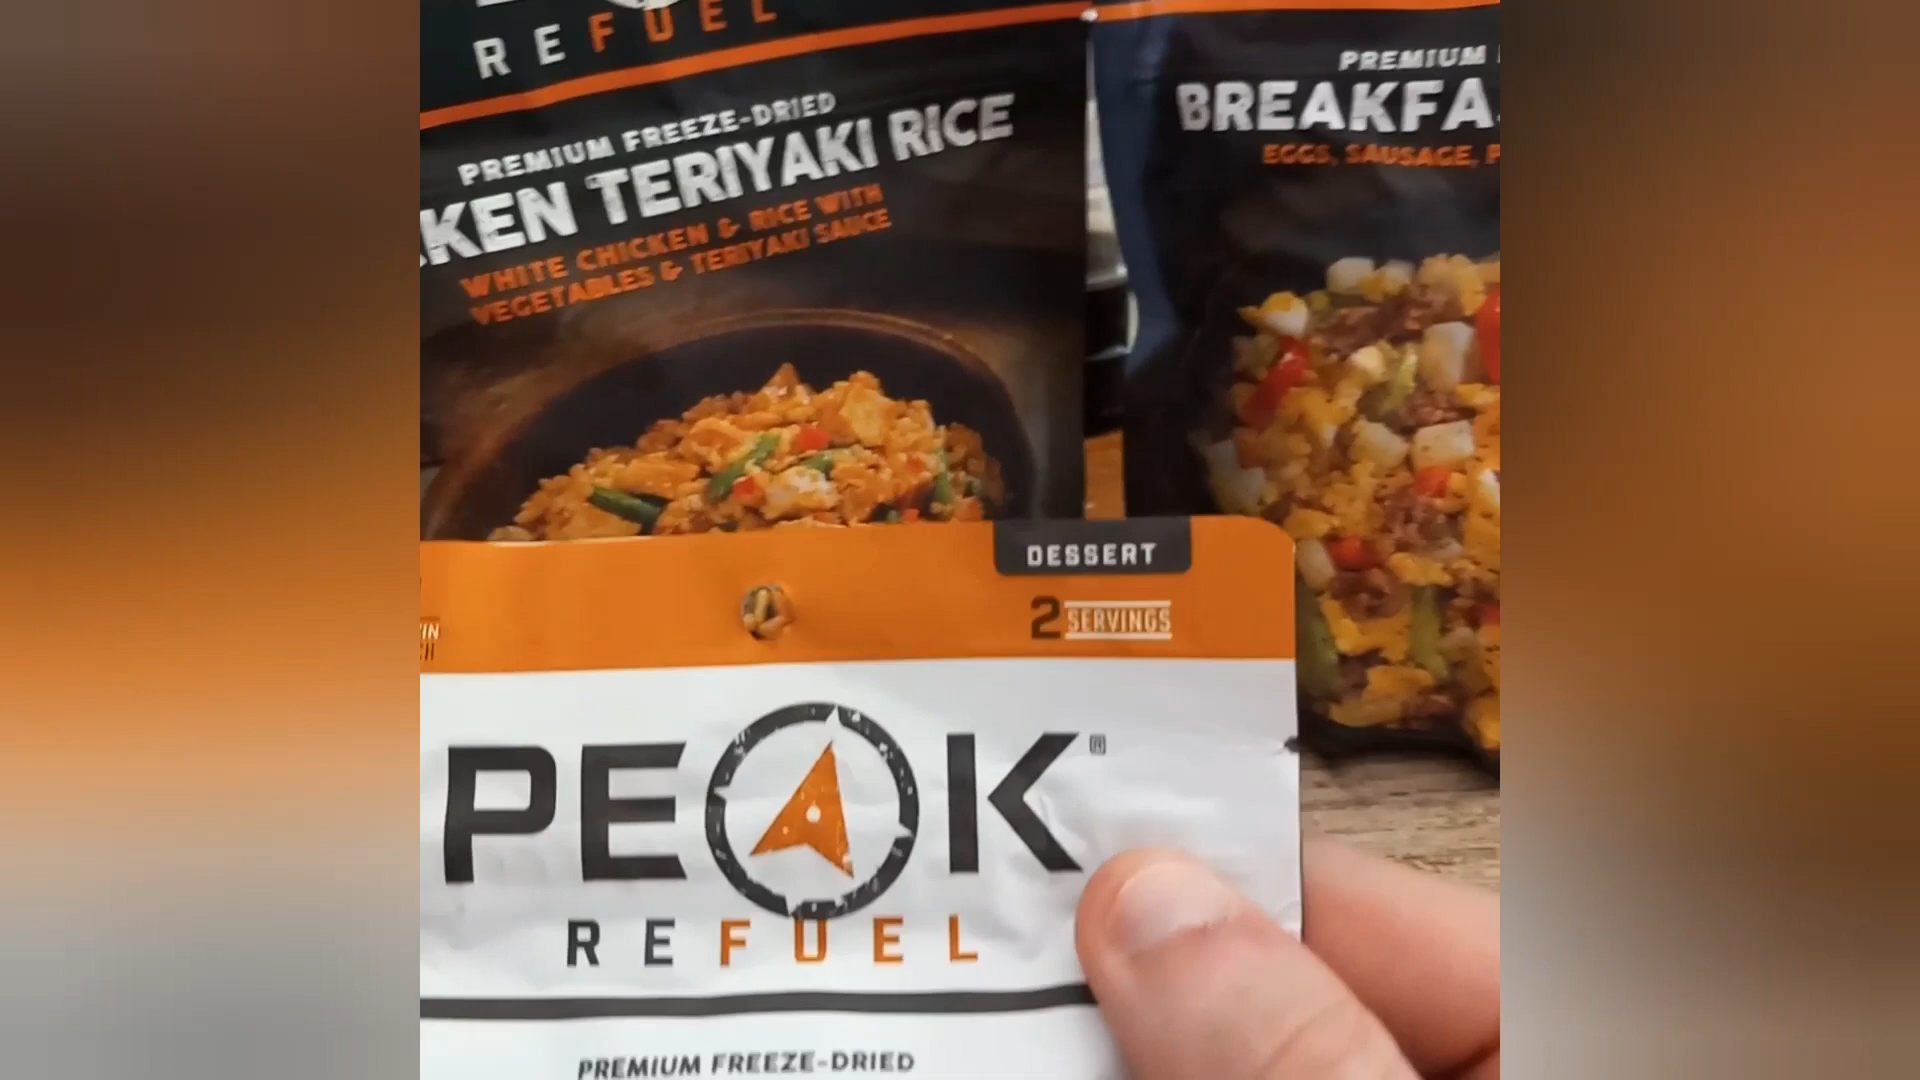 REFUEL
PREMIUM FREEZE-DRIED
KEN TERIYAKI RICE
WHITE CHICKEN & RICE WITH
VEGETABLES & TERIYAKI SAUCE
PREMIUM
BREAKFA
EGGS, SAUSAGE,
DESSERT
2 SERVINGS
PEAK®
REFUEL
PREMIUM FREEZE-DRIED